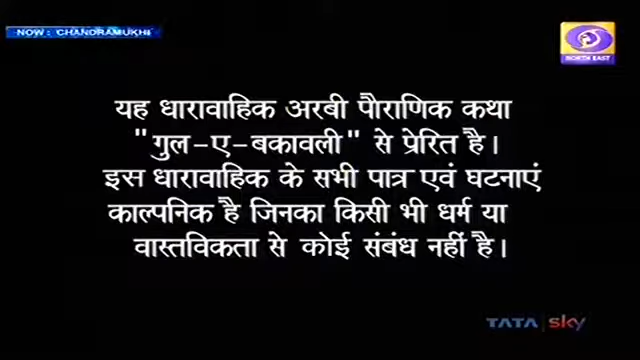 NOW : CHANDRAMUKHI
NORTH EAST
यह धारावाहिक अरबी पौराणिक कथा
"गुल-ए-बकावली" से प्रेरित है।
इस धारावाहिक के सभी पात्र एवं घटनाएं
काल्पनिक है जिनका किसी भी धर्म या
वास्तविकता से कोई संबंध नहीं है।
TATA sky